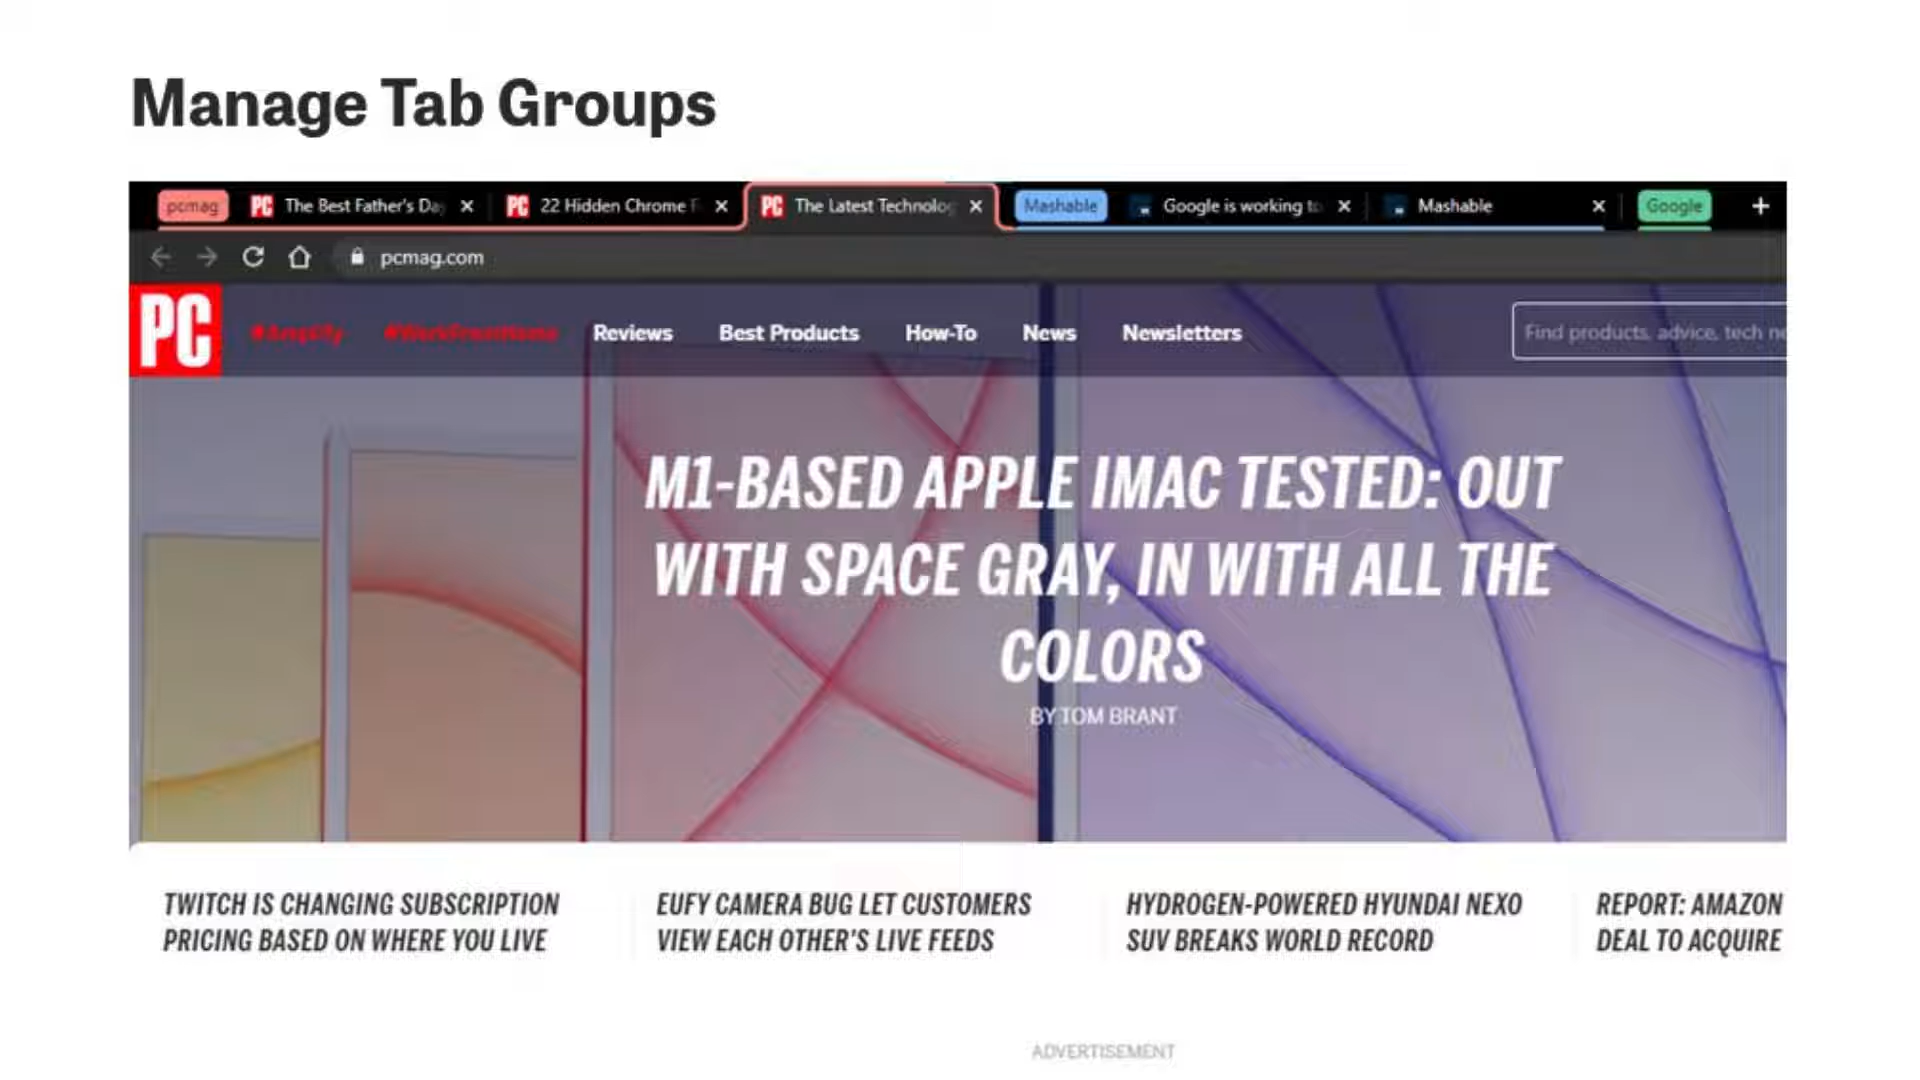 Manage Tab Groups
pcmag The Best Father's Da 22 Hidden Chrome F The Latest Technolog Mashable Google is working to Mashable Google
pcmag.com
PC #Amplify #WorkFromHome Reviews Best Products How-To News Newsletters Find products, advice, tech ne
M1-BASED APPLE IMAC TESTED: OUT
WITH SPACE GRAY, IN WITH ALL THE
COLORS
BY TOM BRANT
TWITCH IS CHANGING SUBSCRIPTION
PRICING BASED ON WHERE YOU LIVE
EUFY CAMERA BUG LET CUSTOMERS
VIEW EACH OTHER'S LIVE FEEDS
HYDROGEN-POWERED HYUNDAI NEXO
SUV BREAKS WORLD RECORD
REPORT: AMAZON
DEAL TO ACQUIRE
ADVERTISEMENT